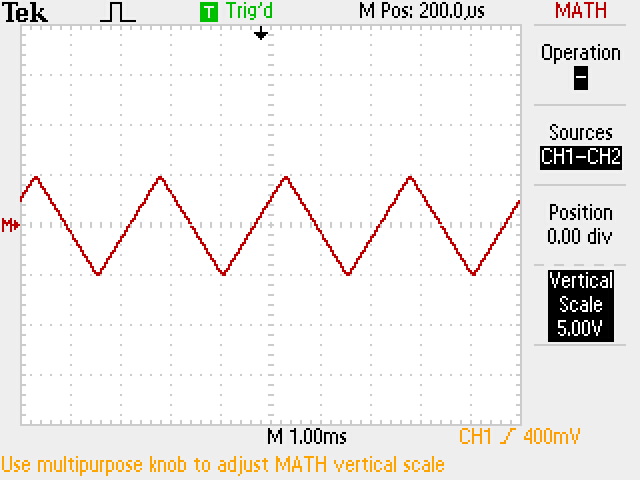 Tek T Trig'd M Pos: 200.0µs MATH
Operation
−
Sources
CH1−CH2
Position
0.00 div
Vertical
Scale
5.00V
M
M 1.00ms CH1 400mV
Use multipurpose knob to adjust MATH vertical scale